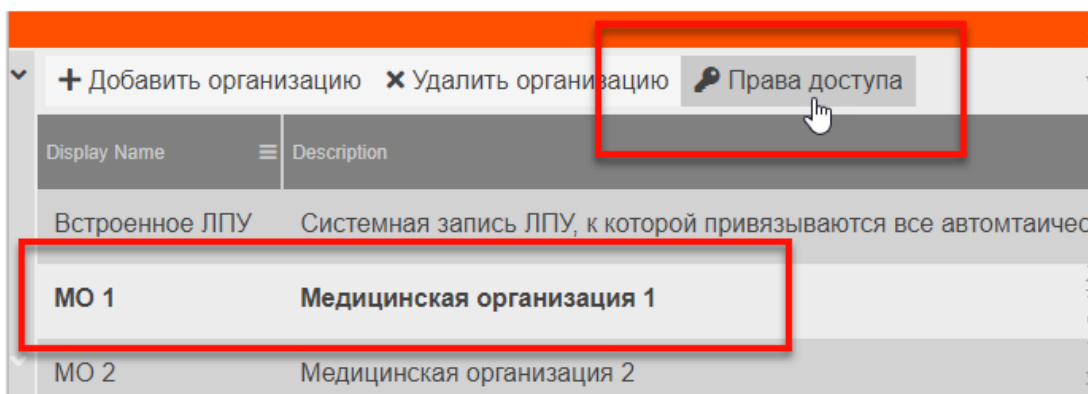 Добавить организацию Удалить организацию Права доступа
Display Name Description
Встроенное ЛПУ Системная запись ЛПУ, к которой привязываются все автомтаичес
МО 1 Медицинская организация 1
МО 2 Медицинская организация 2